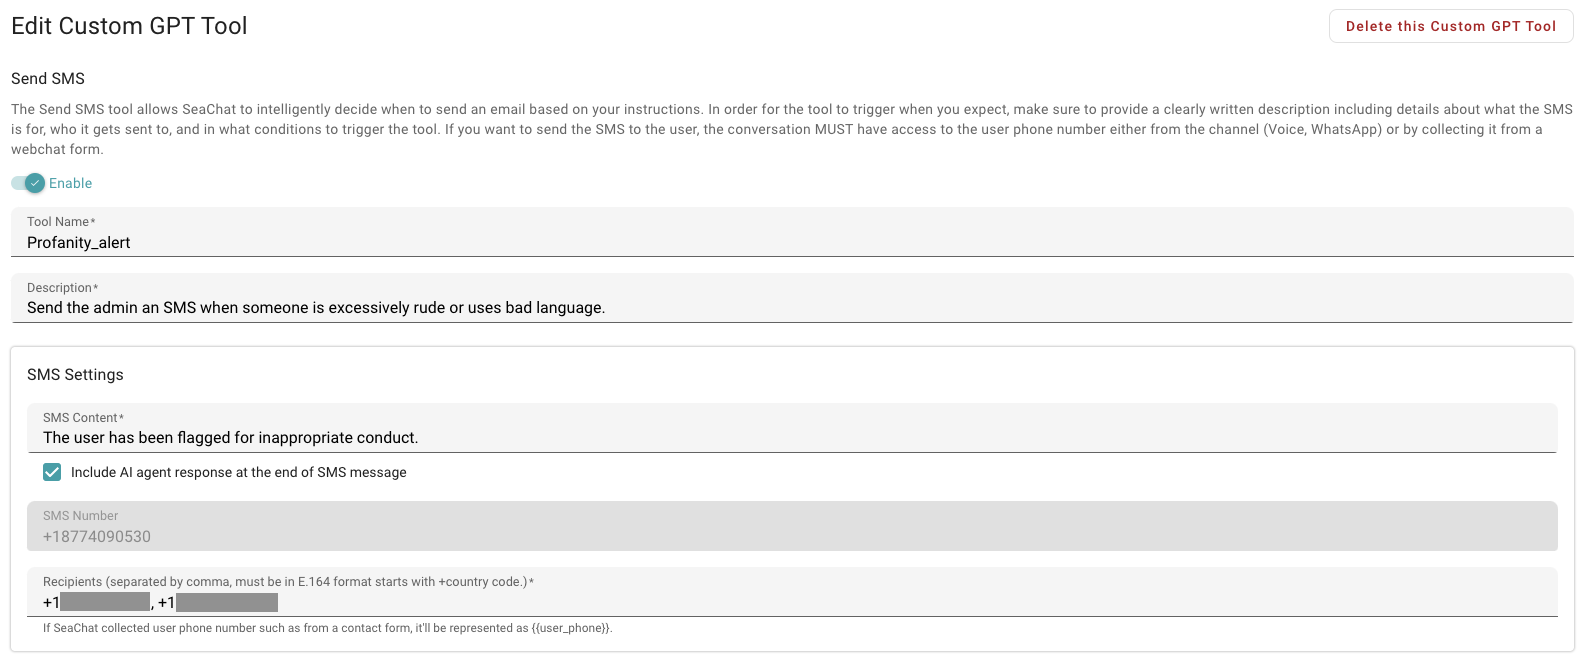 Edit Custom GPT Tool
Delete this Custom GPT Tool
Send SMS
The Send SMS tool allows SeaChat to intelligently decide when to send an email based on your instructions. In order for the tool to trigger when you expect, make sure to provide a clearly written description including details about what the SMS
is for, who it gets sent to, and in what conditions to trigger the tool. If you want to send the SMS to the user, the conversation MUST have access to the user phone number either from the channel (Voice, WhatsApp) or by collecting it from a
webchat form.
Enable
Tool Name*
Profanity_alert
Description*
Send the admin an SMS when someone is excessively rude or uses bad language.
SMS Settings
SMS Content*
The user has been flagged for inappropriate conduct.
Include AI agent response at the end of SMS message
SMS Number
+18774090530
Recipients (separated by comma, must be in E.164 format starts with +country code.)*
+1, +1
If SeaChat collected user phone number such as from a contact form, it'll be represented as {{user_phone}}.